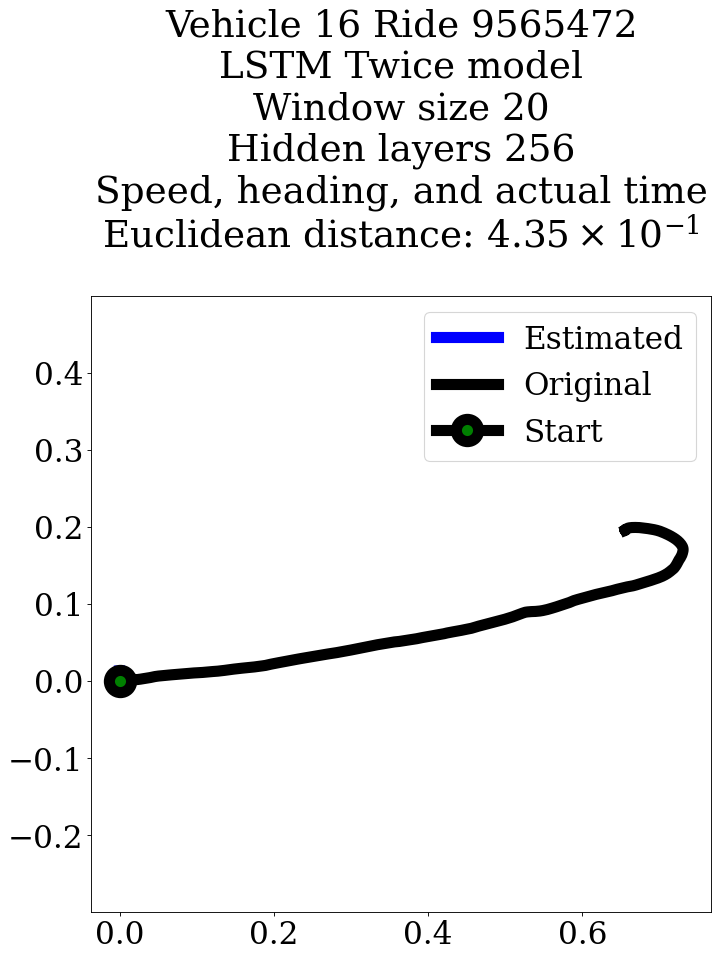 Vehicle 16 Ride 9565472
LSTM Twice model
Window size 20
Hidden layers 256
Speed, heading, and actual time
Euclidean distance: 4.35 × 10⁻¹
Estimated
Original
Start
0.4
0.3
0.2
0.1
0.0
−0.1
−0.2
0.0 0.2 0.4 0.6